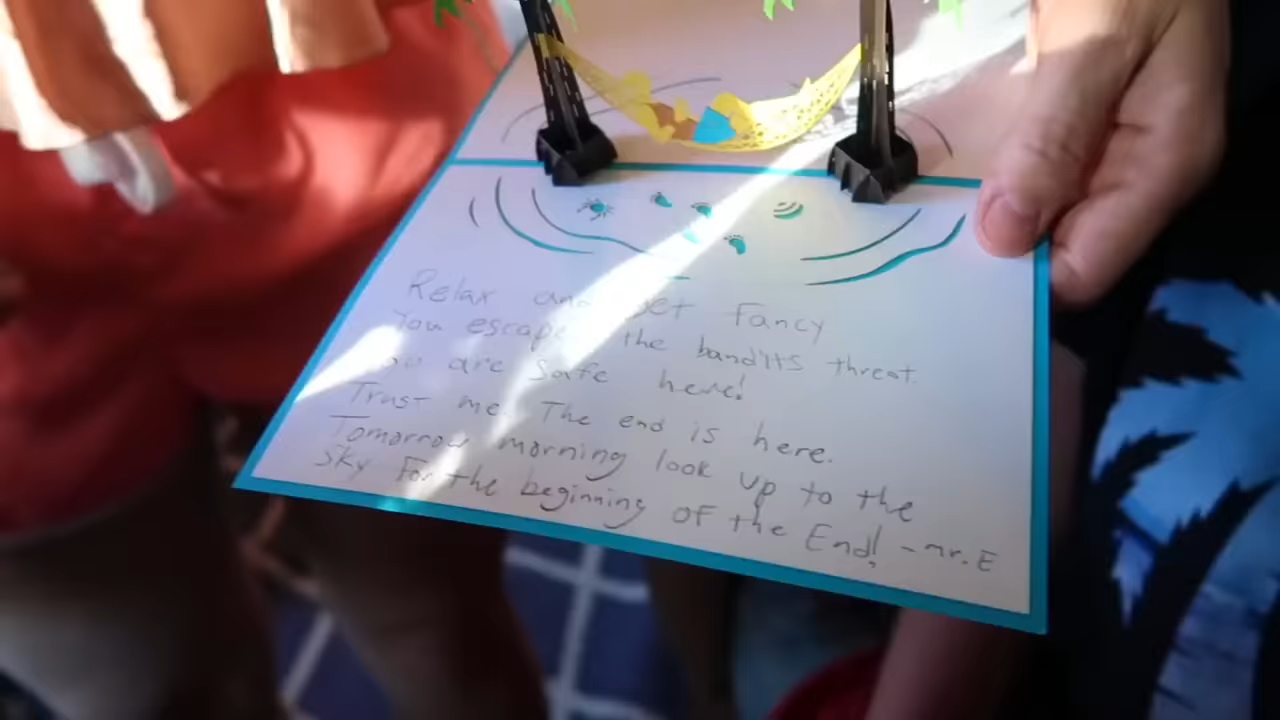 Relax and get fancy
You escape the bandits threat.
You are safe here!
Trust me. The end is here.
Tomorrow morning look up to the
sky for the beginning of the End! - mr. E